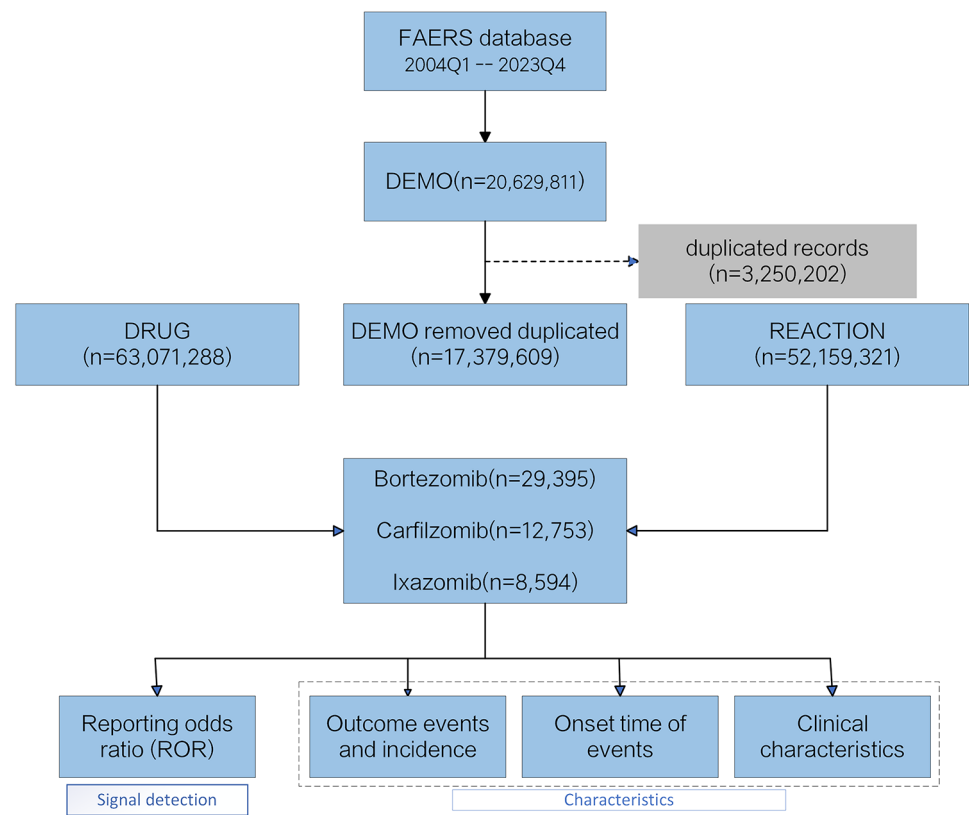 FAERS database
2004Q1 -- 2023Q4
DEMO(n=20,629,811)
duplicated records
(n=3,250,202)
DRUG
(n=63,071,288)
DEMO removed duplicated
(n=17,379,609)
REACTION
(n=52,159,321)
Bortezomib(n=29,395)
Carfilzomib(n=12,753)
Ixazomib(n=8,594)
Reporting odds
ratio (ROR)
Outcome events
and incidence
Onset time of
events
Clinical
characteristics
Signal detection
Characteristics